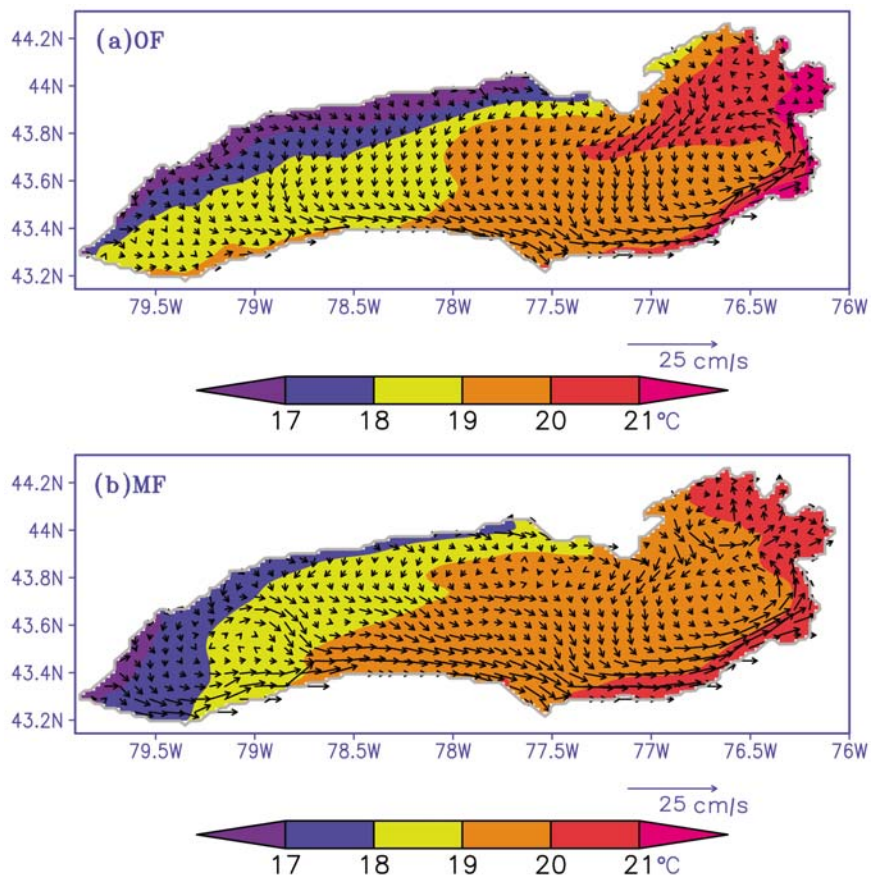 (a)OF
44.2N
44N
43.8N
43.6N
43.4N
43.2N
79.5W 79W 78.5W 78W 77.5W 77W 76.5W 76W
25 cm/s
17 18 19 20 21°C
(b)MF
44.2N
44N
43.8N
43.6N
43.4N
43.2N
79.5W 79W 78.5W 78W 77.5W 77W 76.5W 76W
25 cm/s
17 18 19 20 21°C